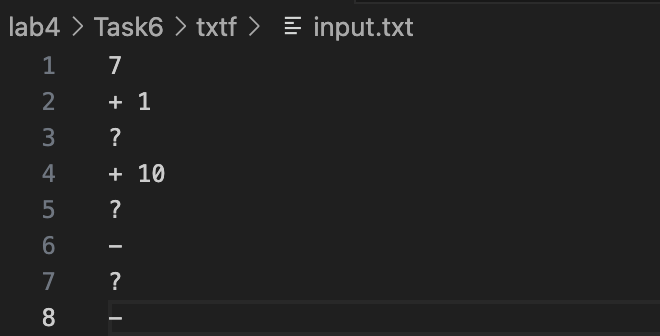 lab4 > Task6 > txtf > input.txt
1 7
2 + 1
3 ?
4 + 10
5 ?
6 -
7 ?
8 -